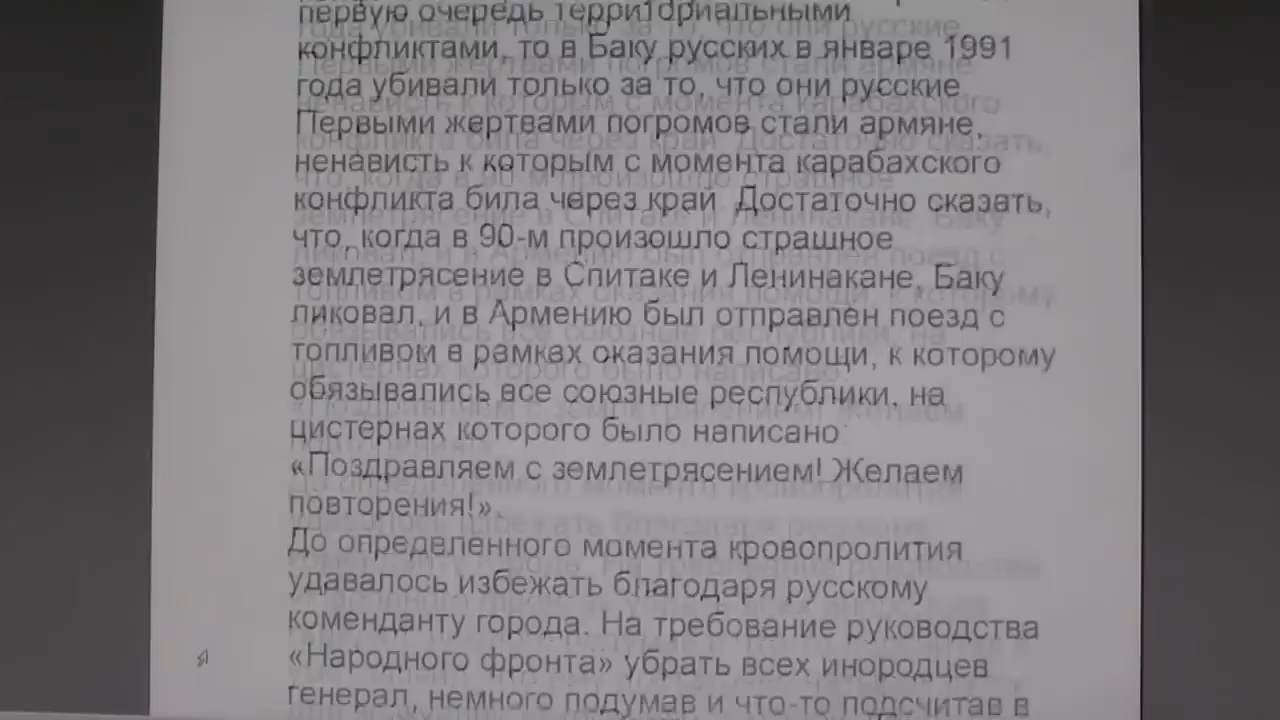 первую очередь территориальными
конфликтами, то в Баку русских в январе 1991
года убивали только за то, что они русские.
Первыми жертвами погромов стали армяне,
ненависть к которым с момента карабахского
конфликта била через край. Достаточно сказать,
что, когда в 90-м произошло страшное
землетрясение в Спитаке и Ленинакане, Баку
ликовал, и в Армению был отправлен поезд с
топливом в рамках оказания помощи, к которому
обязывались все союзные республики, на
цистернах которого было написано:
«Поздравляем с землетрясением! Желаем
повторения!».
До определенного момента кровопролития
удавалось избежать благодаря русскому
коменданту города. На требование руководства
«Народного фронта» убрать всех инородцев
генерал, немного подумав и что-то подсчитав в